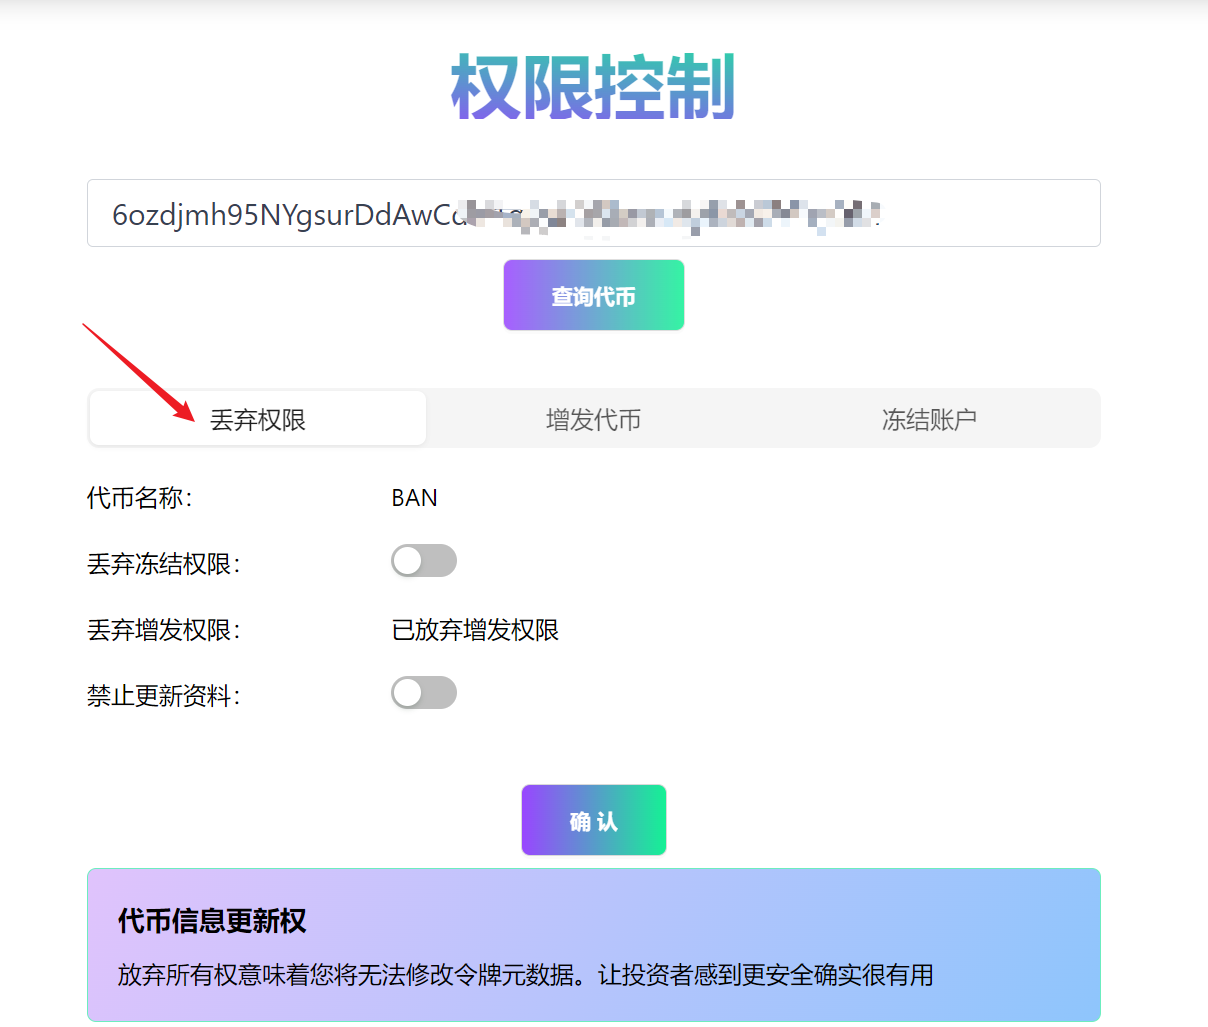 权限控制
6ozdjmh95NYgsurDdAwCd
查询代币
丢弃权限
增发代币
冻结账户
代币名称：
BAN
丢弃冻结权限：
丢弃增发权限：
已放弃增发权限
禁止更新资料：
确 认
代币信息更新权
放弃所有权意味着您将无法修改令牌元数据。让投资者感到更安全确实很有用